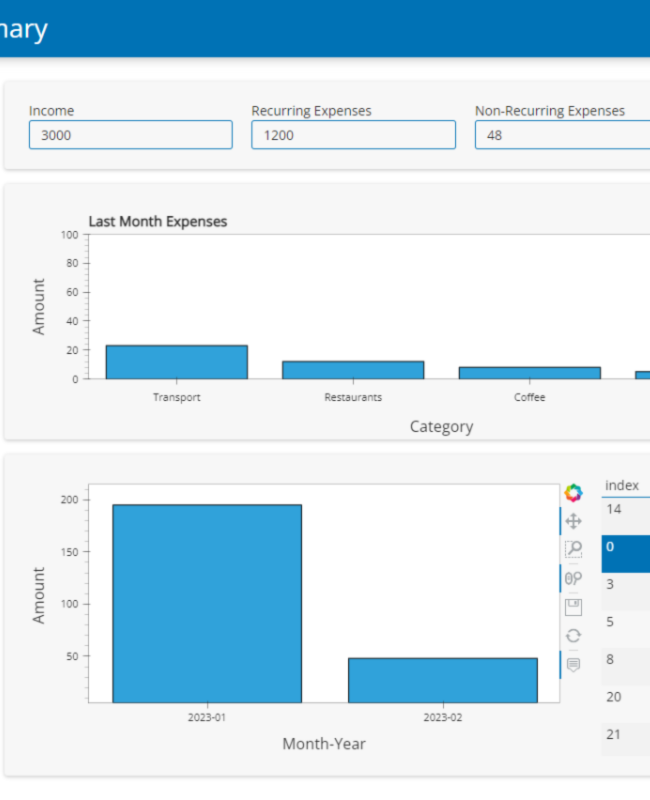 nary
Income
Recurring Expenses
Non-Recurring Expenses
3000
1200
48
Last Month Expenses
100
80
60
40
20
0
Amount
Transport
Restaurants
Coffee
Category
200
150
100
50
Amount
2023-01
2023-02
Month-Year
index
14
0
3
5
8
20
21